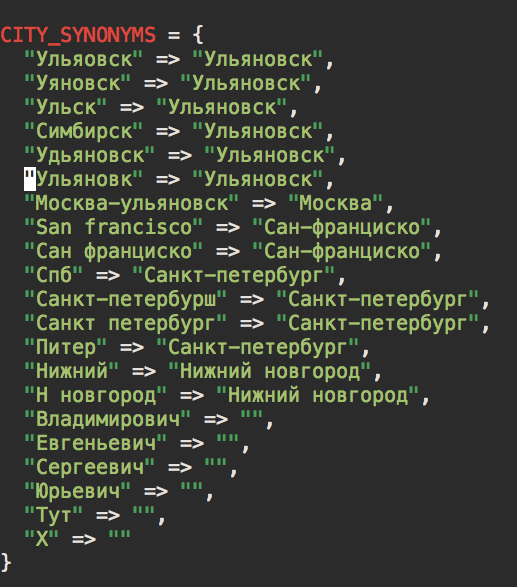 CITY_SYNONYMS = {
"Ульяовск" => "Ульяновск",
"Уяновск" => "Ульяновск",
"Ульск" => "Ульяновск",
"Симбирск" => "Ульяновск",
"Удьяновск" => "Ульяновск",
"Ульяновк" => "Ульяновск",
"Москва-ульяновск" => "Москва",
"San francisco" => "Сан-франциско",
"Сан франциско" => "Сан-франциско",
"Спб" => "Санкт-петербург",
"Санкт-петербурш" => "Санкт-петербург",
"Санкт петербург" => "Санкт-петербург",
"Питер" => "Санкт-петербург",
"Нижний" => "Нижний новгород",
"Н новгород" => "Нижний новгород",
"Владимирович" => "",
"Евгеньевич" => "",
"Сергеевич" => "",
"Юрьевич" => "",
"Тут" => "",
"Х" => ""
}